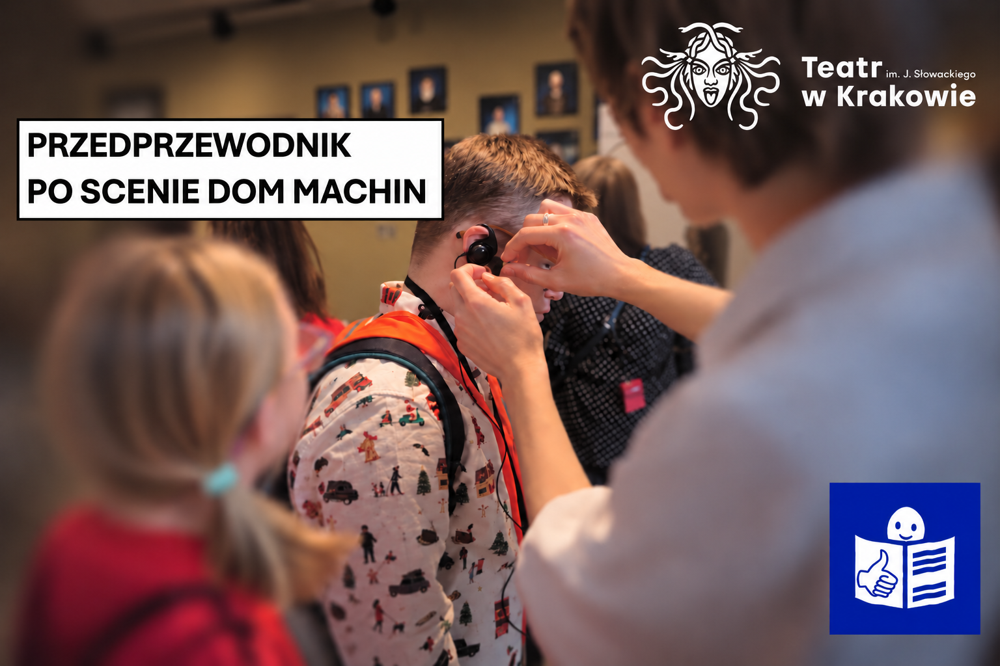 PRZEDPRZEWODNIK
PO SCENIE DOM MACHIN
Teatr im. J. Słowackiego
w Krakowie